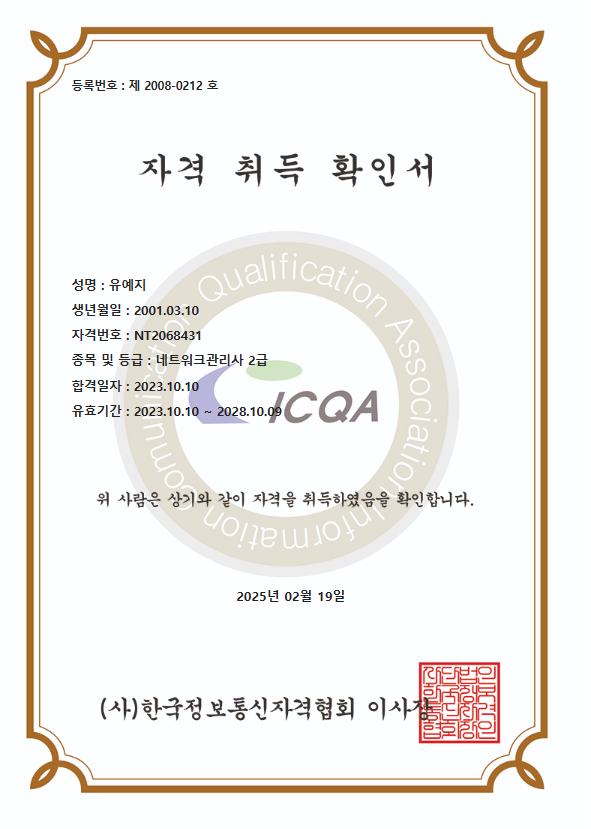 등록번호 : 제 2008-0212 호
자격 취득 확인서
성명 : 유예지
생년월일 : 2001.03.10
자격번호 : NT2068431
종목 및 등급 : 네트워크관리사 2급
합격일자 : 2023.10.10
유효기간 : 2023.10.10 ~ 2028.10.09
Information Communication Qualification Association
ICQA
위 사람은 상기와 같이 자격을 취득하였음을 확인합니다.
2025년 02월 19일
(사)한국정보통신자격협회 이사장